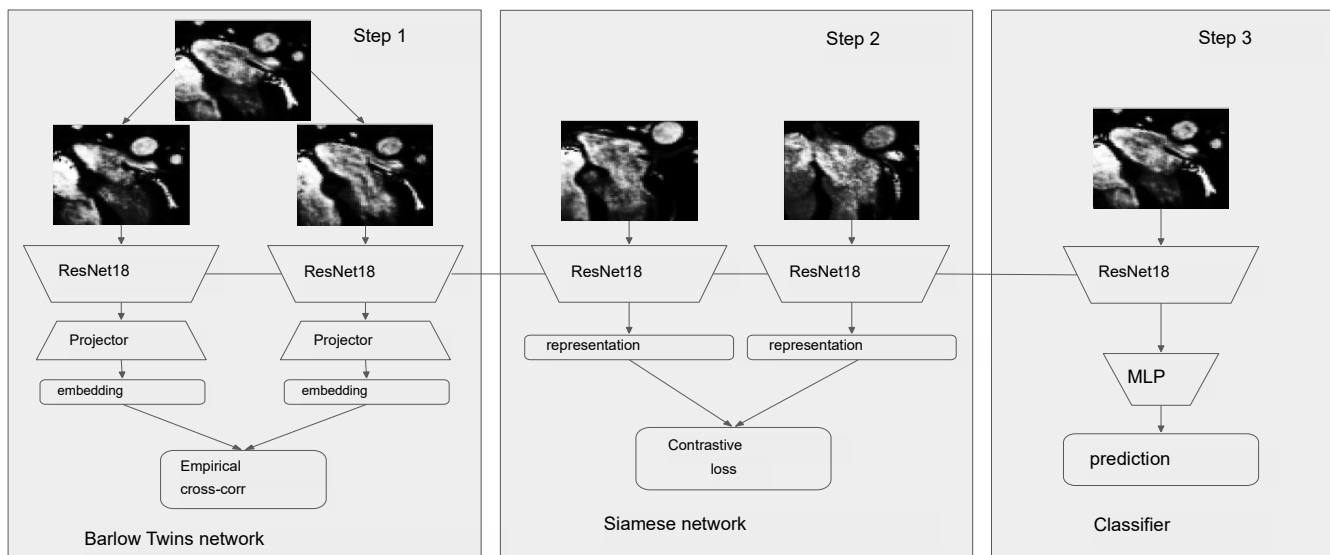 Step 1
ResNet18
ResNet18
Projector
Projector
embedding
embedding
Empirical
cross-corr
Barlow Twins network
Step 2
ResNet18
ResNet18
representation
representation
Contrastive
loss
Siamese network
Step 3
ResNet18
MLP
prediction
Classifier